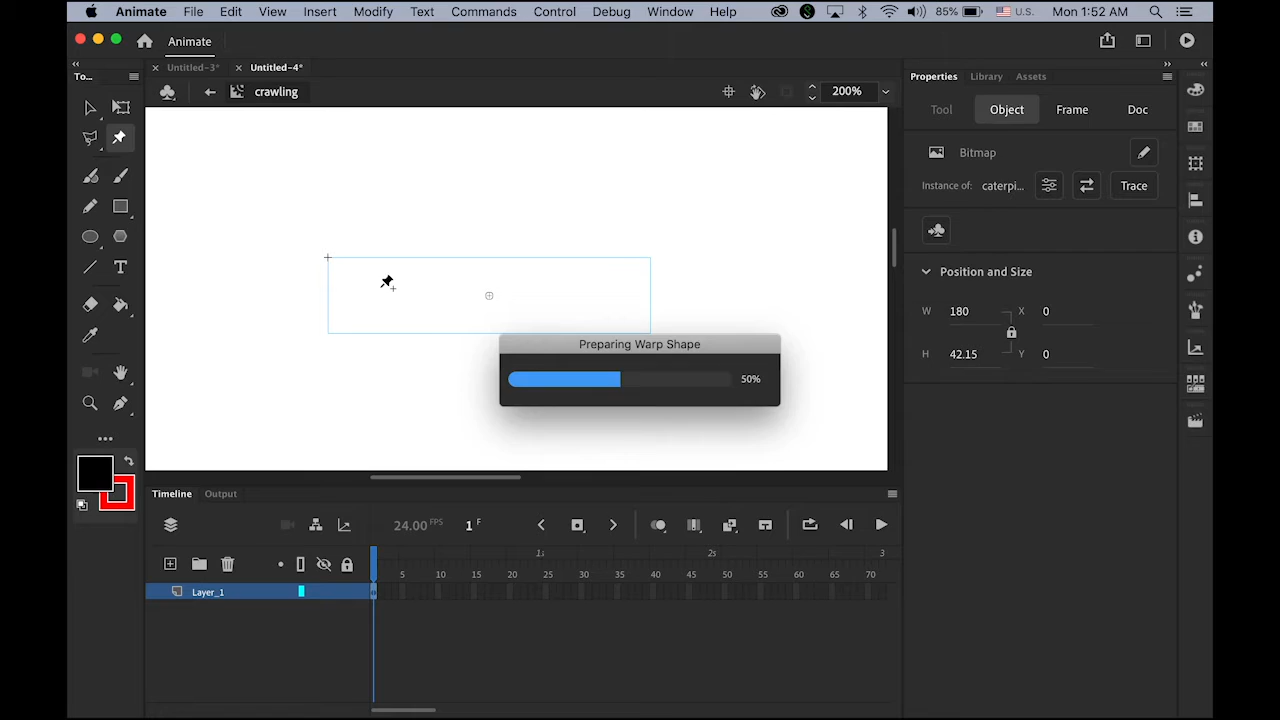 Animate File Edit View Insert Modify Commands Text Control Debug Window Help 85% U.S. Mon 1:52 AM
Animate
To... Untitled-3* Untitled-4* Properties Library Assets
crawling 200%
Tool Object Frame Doc
Bitmap
Instance of: caterpi... Trace
Position and Size
W 180 X 0
H 42.15 Y 0
Preparing Warp Shape
50%
Timeline Output
24.00 FPS 1 F
1s 2s 3
5 10 15 20 25 30 35 40 45 50 55 60 65 70
Layer_1